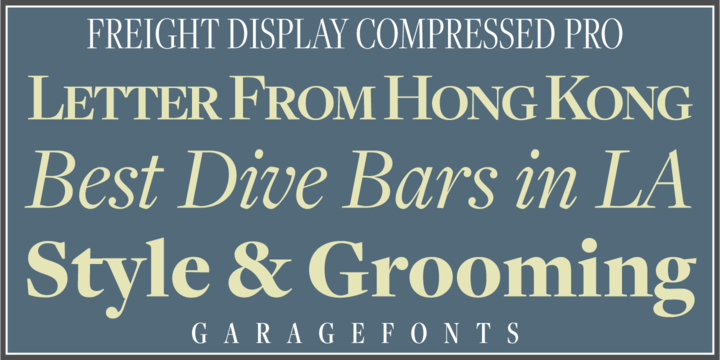 FREIGHT DISPLAY COMPRESSED PRO
LETTER FROM HONG KONG
Best Dive Bars in LA
Style & Grooming
GARAGEFONTS